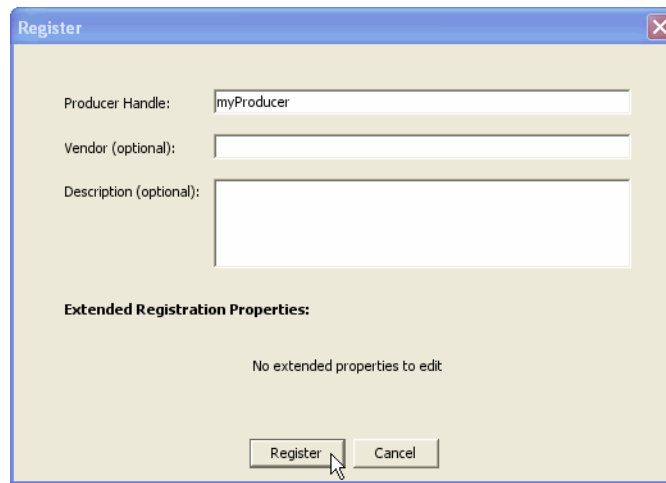 Register
Producer Handle: myProducer
Vendor (optional):
Description (optional):
Extended Registration Properties:
No extended properties to edit
Register Cancel